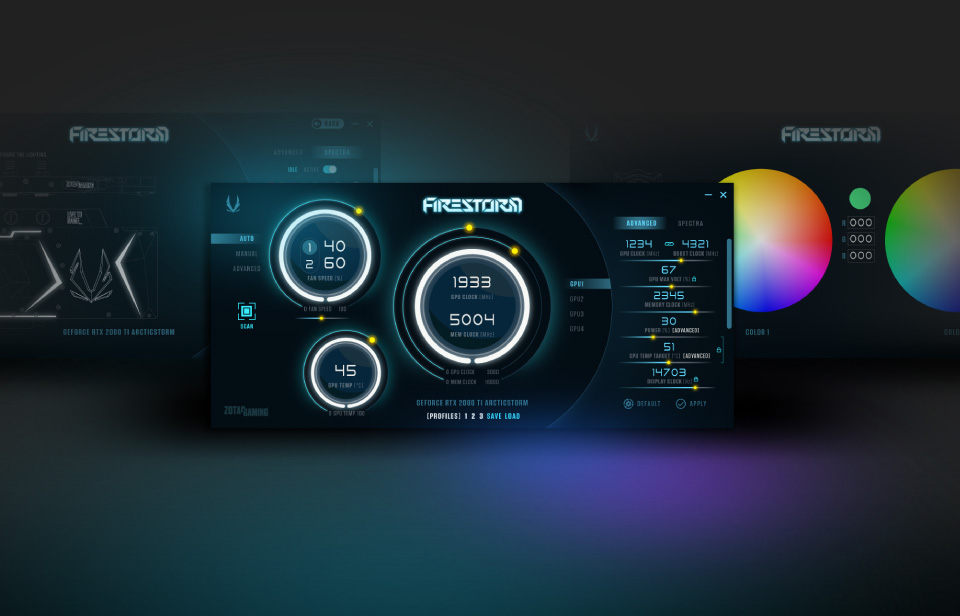 FIRESTORM
BACK
ADVANCED SPECTRA
IDLE ACTIVE
GEFORCE RTX 2080 TI ARCTICSTORM
FIRESTORM
ADVANCED SPECTRA
AUTO
MANUAL
ADVANCED
SCAN
1 40
2 60
FAN SPEED [%]
0 FAN SPEED 100
45
GPU TEMP [°C]
0 GPU TEMP 100
1933
GPU CLOCK [MHz]
5004
MEM CLOCK [MHz]
0 GPU CLOCK 3000
0 MEM CLOCK 10000
GPU1
GPU2
GPU3
GPU4
1234 4321
GPU CLOCK [MHz] BOOST CLOCK [MHz]
67
GPU MAX VOLT [%]
2345
MEMORY CLOCK [MHz]
30
POWER [%] [ADVANCED]
51
GPU TEMP TARGET [°C] [ADVANCED]
14703
DISPLAY CLOCK [Hz]
DEFAULT APPLY
ZOTAC GAMING
GEFORCE RTX 2080 TI ARCTICSTORM
[PROFILES] 1 2 3 SAVE LOAD
FIRESTORM
R 000
G 000
B 000
COLOR 1